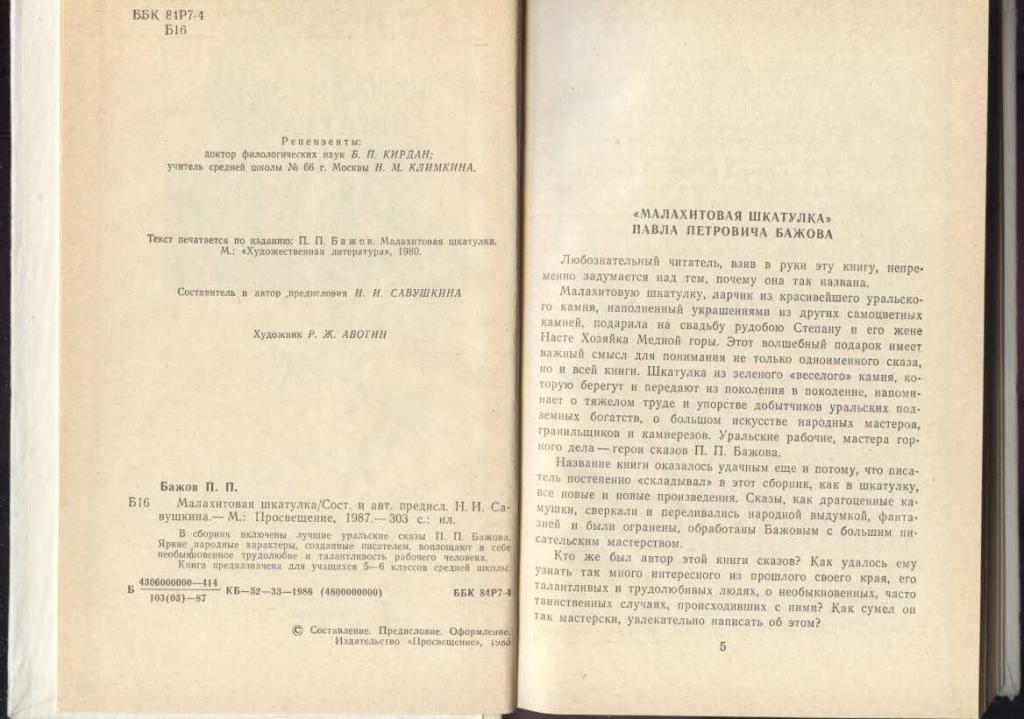 ББК 84Р7-4
Б16
Рецензенты:
доктор филологических наук Б. П. КИРДАН;
учитель средней школы № 66 г. Москвы Н. М. КЛИМКИНА.
Текст печатается по изданию: П. П. Бажов. Малахитовая шкатулка.
М.: «Художественная литература», 1980.
Составитель и автор предисловия Н. И. САВУШКИНА
Художник Р. Ж. АВОТИН
Бажов П. П.
Б16 Малахитовая шкатулка/Сост. и авт. предисл. Н. И. Са-
вушкина.— М.: Просвещение, 1987.— 303 с.: ил.
В сборник включены лучшие уральские сказы П. П. Бажова.
Яркие народные характеры, созданные писателем, воплощают в себе
необыкновенное трудолюбие и талантливость рабочего человека.
Книга предназначена для учащихся 5—6 классов средней школы.
Б 4306000000—414
103(03)—87 КБ—52—33—1986 (4800000000) ББК 84Р7-4
© Составление. Предисловие. Оформление.
Издательство «Просвещение»,
«МАЛАХИТОВАЯ ШКАТУЛКА»
ПАВЛА ПЕТРОВИЧА БАЖОВА
Любознательный читатель, взяв в руки эту книгу, непре-
менно задумается над тем, почему она так названа.
Малахитовую шкатулку, ларчик из красивейшего уральско-
го камня, наполненный украшениями из других самоцветных
камней, подарила на свадьбу рудобою Степану и его жене
Насте Хозяйка Медной горы. Этот волшебный подарок имеет
важный смысл для понимания не только одноименного сказа,
но и всей книги. Шкатулка из зеленого «веселого» камня, ко-
торую берегут и передают из поколения в поколение, напоми-
нает о тяжелом труде и упорстве добытчиков уральских под-
земных богатств, о большом искусстве народных мастеров,
гранильщиков и камнерезов. Уральские рабочие, мастера гор-
ного дела — герои сказов П. П. Бажова.
Название книги оказалось удачным еще и потому, что писа-
тель постепенно «складывал» в этот сборник, как в шкатулку,
все новые и новые произведения. Сказы, как драгоценные ка-
мушки, сверкали и переливались народной выдумкой, фанта-
зией и были огранены, обработаны Бажовым с большим пи-
сательским мастерством.
Кто же был автор этой книги сказов? Как удалось ему
узнать так много интересного из прошлого своего края, его
талантливых и трудолюбивых людях, о необыкновенных, часто
таинственных случаях, происходивших с ними? Как сумел он
так мастерски, увлекательно написать об этом?
5